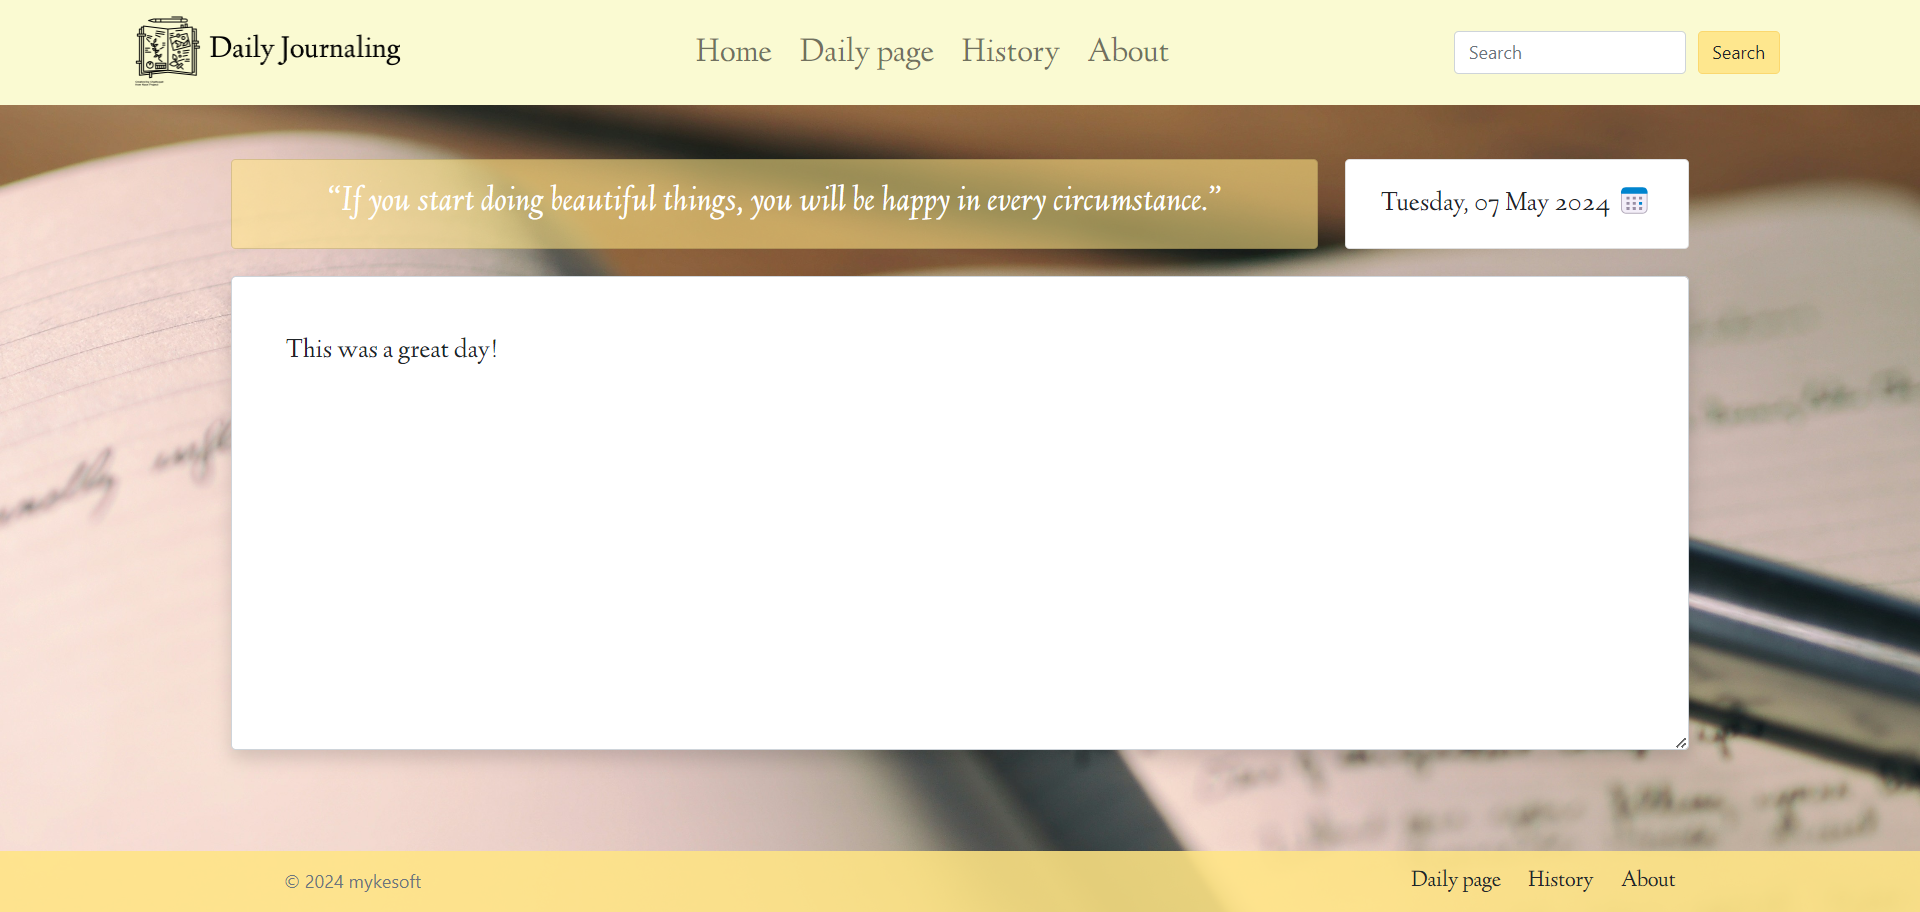 Daily Journaling
Home Daily page History About
Search Search
“If you start doing beautiful things, you will be happy in every circumstance.”
Tuesday, 07 May 2024
This was a great day!
© 2024 mykesoft
Daily page History About